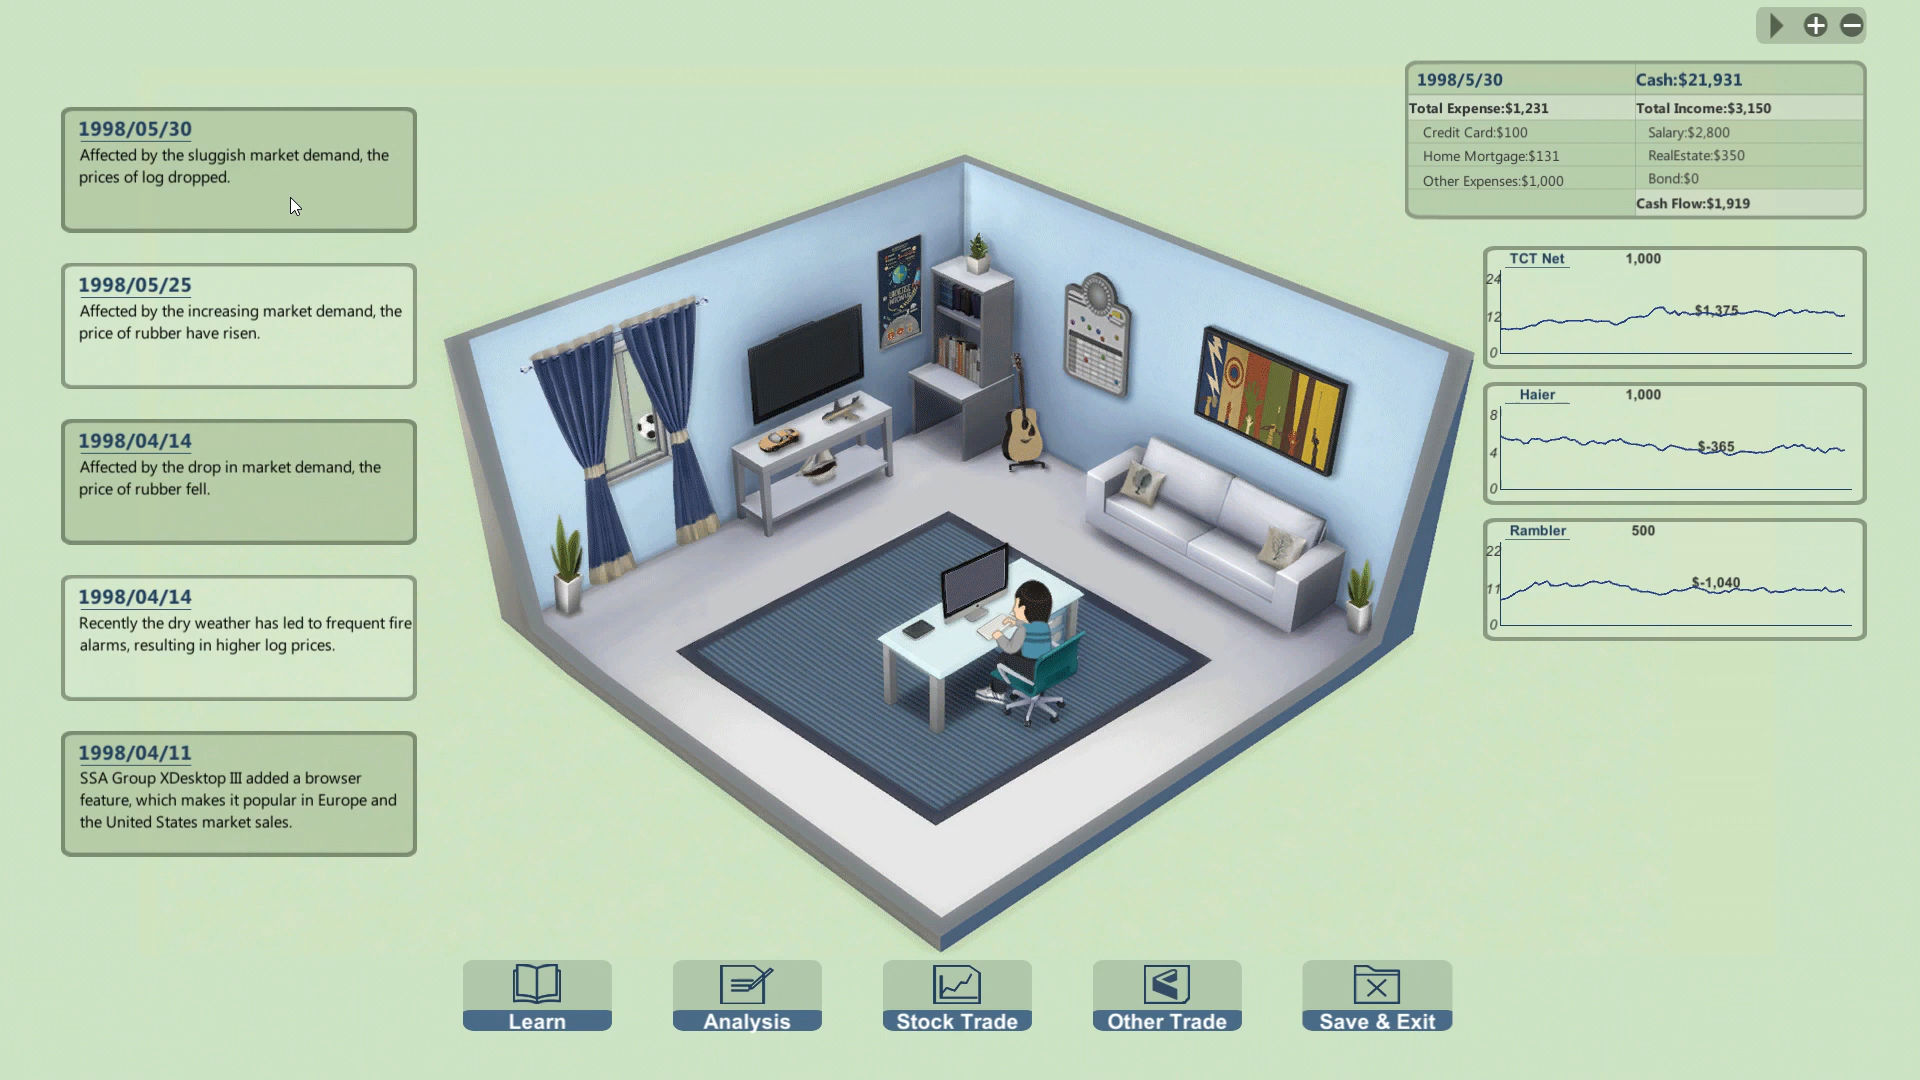 1998/5/30
Cash:$21,931
Total Expense:$1,231
Total Income:$3,150
Credit Card:$100
Salary:$2,800
Home Mortgage:$131
RealEstate:$350
Other Expenses:$1,000
Bond:$0
Cash Flow:$1,919
1998/05/30
Affected by the sluggish market demand, the
prices of log dropped.
1998/05/25
Affected by the increasing market demand, the
price of rubber have risen.
1998/04/14
Affected by the drop in market demand, the
price of rubber fell.
1998/04/14
Recently the dry weather has led to frequent fire
alarms, resulting in higher log prices.
1998/04/11
SSA Group XDesktop III added a browser
feature, which makes it popular in Europe and
the United States market sales.
TCT Net 1,000
24
12
0
$1,375
Haier 1,000
8
4
0
$-365
Rambler 500
22
11
0
$-1,040
Learn
Analysis
Stock Trade
Other Trade
Save & Exit